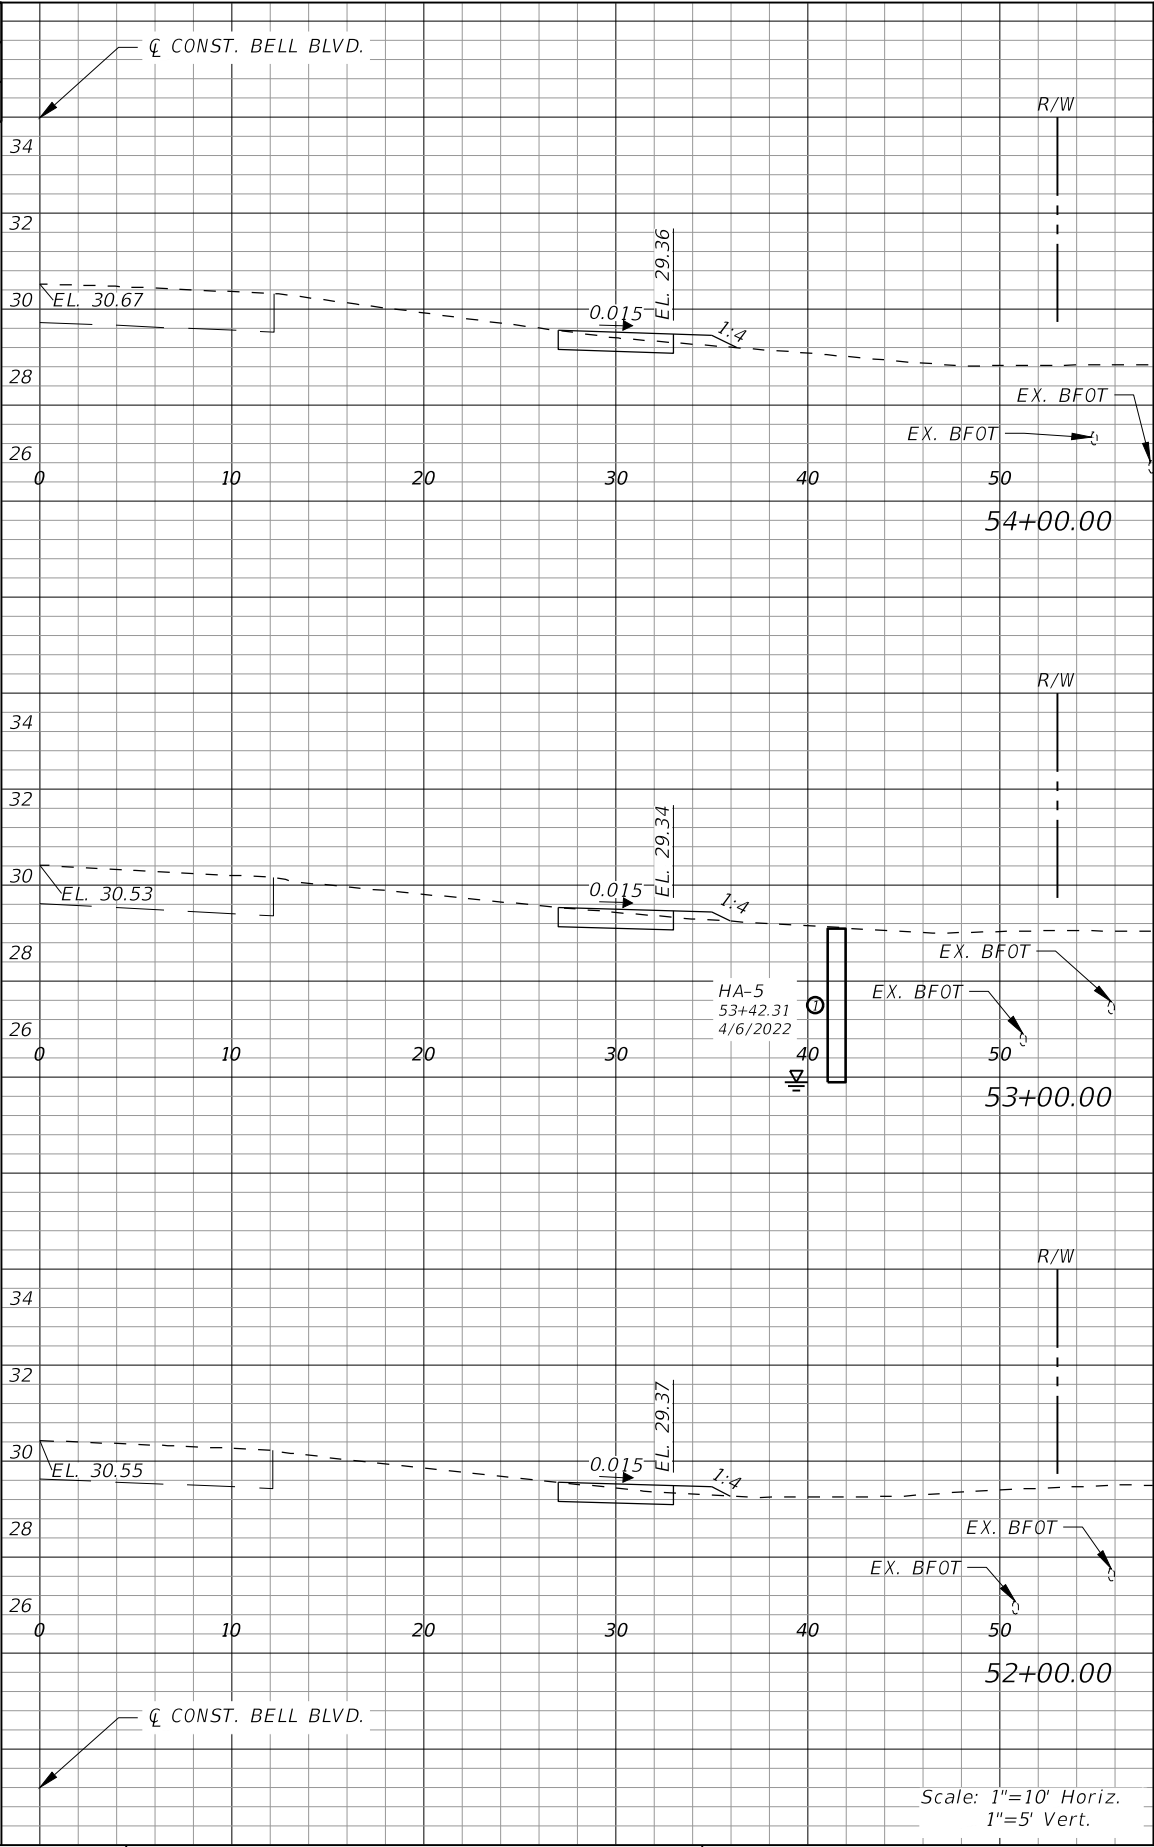 ℄ CONST. BELL BLVD.
R/W
34
32
EL. 29.36
30
EL. 30.67
0.015
1:4
28
EX. BFOT
EX. BFOT
26
0 10 20 30 40 50
54+00.00
R/W
34
32
EL. 29.34
30
EL. 30.53
0.015
1:4
28
EX. BFOT
EX. BFOT
HA-5
53+42.31
4/6/2022
1
26
0 10 20 30 40 50
53+00.00
R/W
34
32
EL. 29.37
30
EL. 30.55
0.015
1:4
28
EX. BFOT
EX. BFOT
26
0 10 20 30 40 50
52+00.00
℄ CONST. BELL BLVD.
Scale: 1"=10' Horiz.
1"=5' Vert.